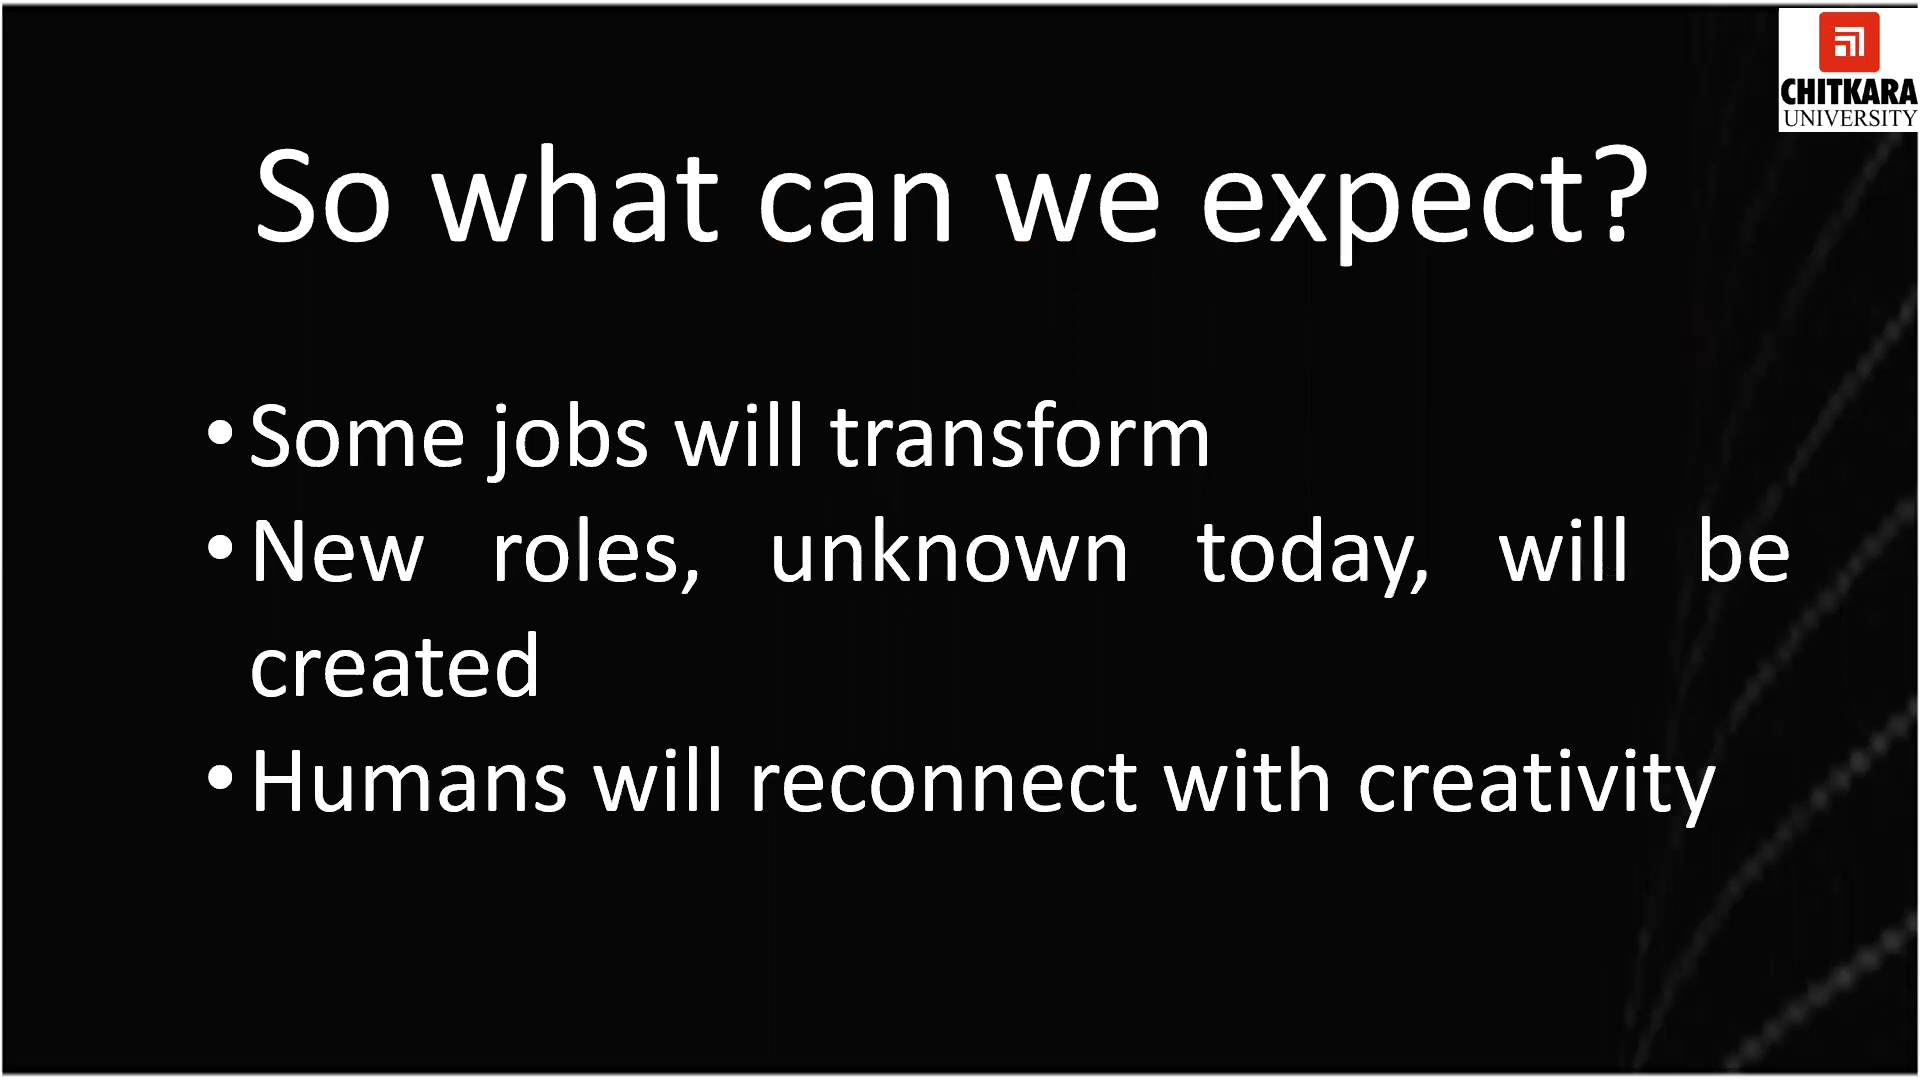 CHITKARA
UNIVERSITY
So what can we expect?
• Some jobs will transform
• New roles, unknown today, will be
created
• Humans will reconnect with creativity